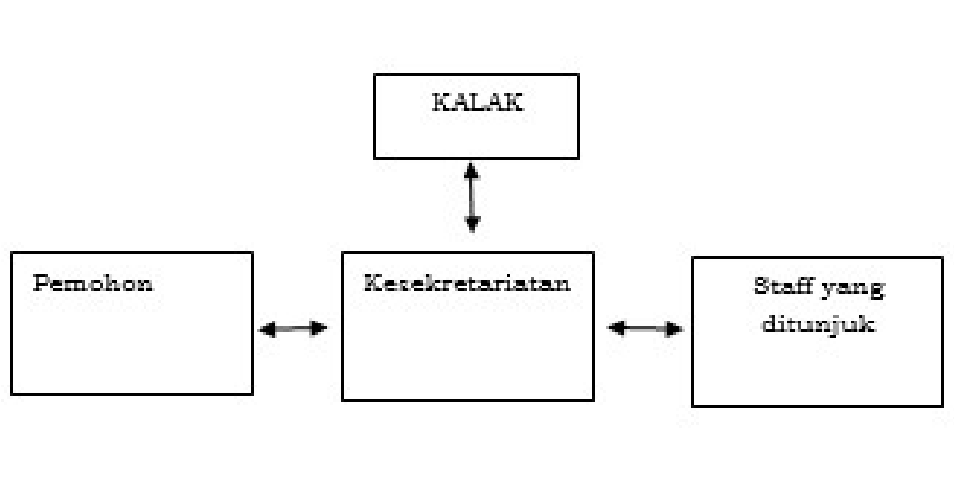 KALAK
Pemohon
Kesekretariatan
Staff yang
ditunjuk